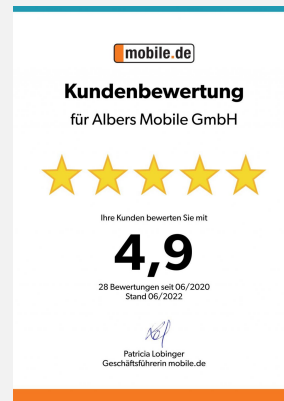 mobile.de
Kundenbewertung
für Albers Mobile GmbH
Ihre Kunden bewerten Sie mit
4,9
28 Bewertungen seit 06/2020
Stand 06/2022
Patricia Lobinger
Geschäftsführerin mobile.de